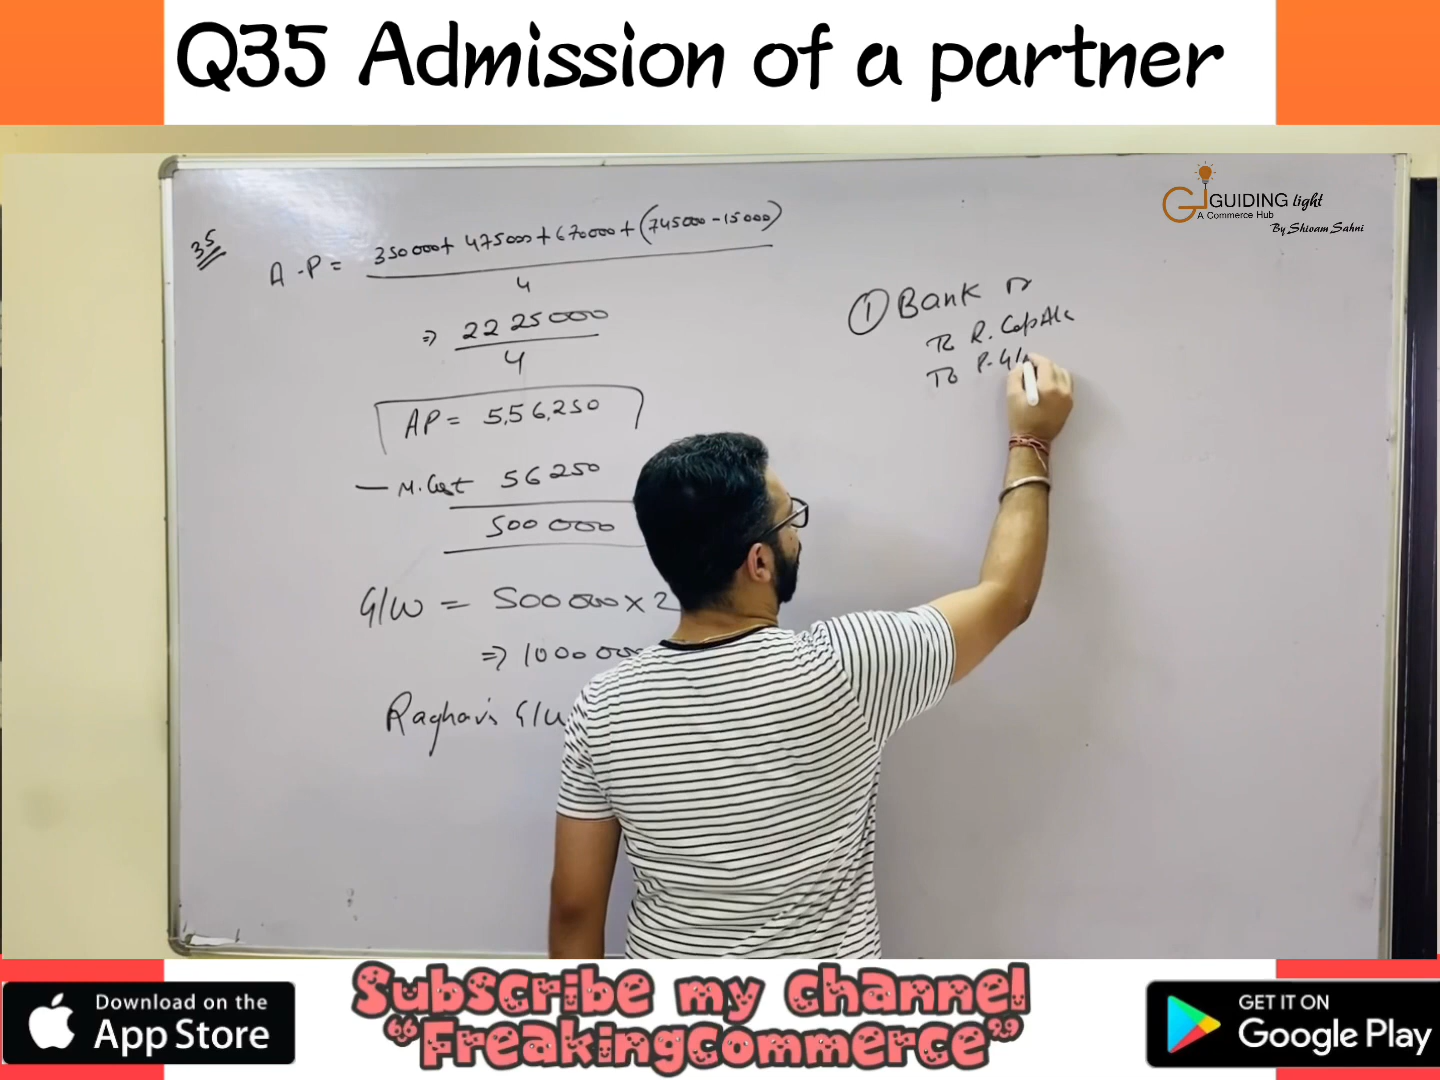 Q35 Admission of a partner
GUIDING light
A Commerce Hub
By Shivam Sahni
35
A.P = 350000 + 475000 + 670000 + (745000 - 15000)
4
⇒ 2225000
4
AP = 5,56,250
— M. Cost 56250
500000
G/W = 500000 × 2
⇒ 1000000
Raghav's G/W
① Bank Dr
To R. Cap A/c
To P. G/
Download on the
App Store
Subscribe my channel
“FreakingCommerce”
GET IT ON
Google Play